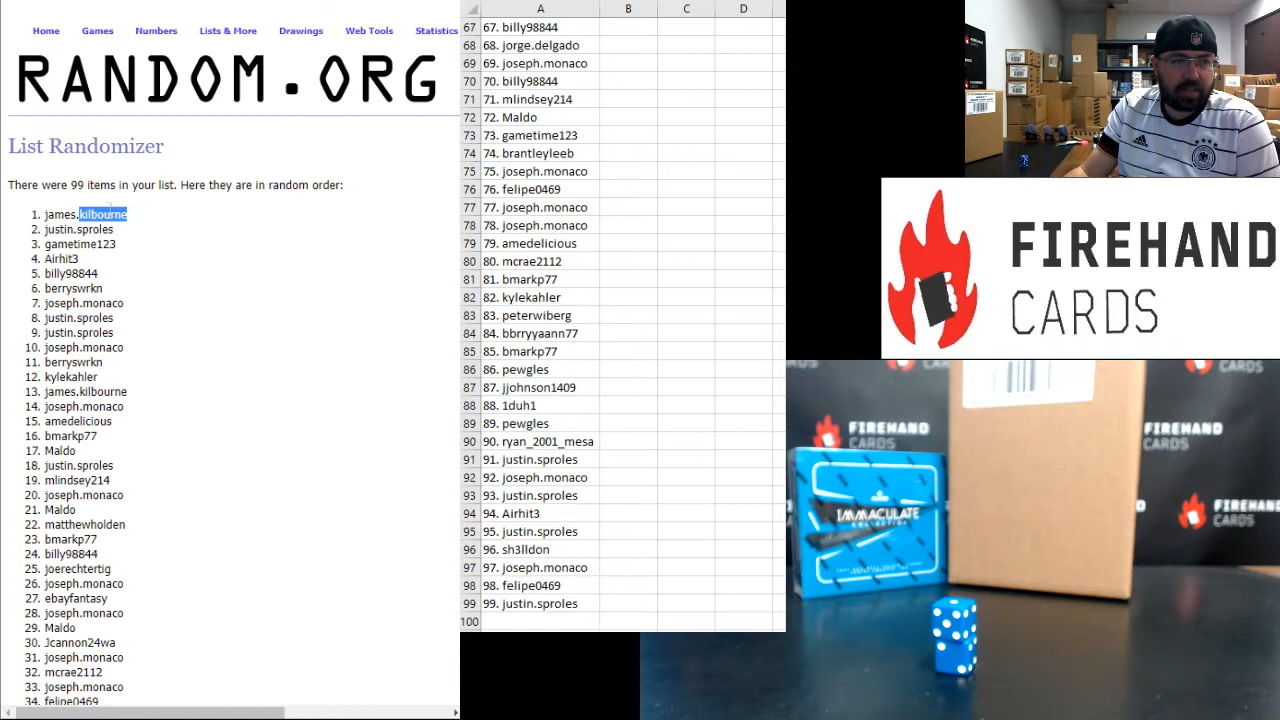 Home Games Numbers Lists & More Drawings Web Tools Statistics
RANDOM.ORG
List Randomizer
There were 99 items in your list. Here they are in random order:
1. james.kilbourne
2. justin.sproles
3. gametime123
4. Airhit3
5. billy98844
6. berryswrkn
7. joseph.monaco
8. justin.sproles
9. justin.sproles
10. joseph.monaco
11. berryswrkn
12. kylekahler
13. james.kilbourne
14. joseph.monaco
15. amedelicious
16. bmarkp77
17. Maldo
18. justin.sproles
19. mlindsey214
20. joseph.monaco
21. Maldo
22. matthewholden
23. bmarkp77
24. billy98844
25. joerechtertig
26. joseph.monaco
27. ebayfantasy
28. joseph.monaco
29. Maldo
30. Jcannon24wa
31. joseph.monaco
32. mcrae2112
33. joseph.monaco
34. felipe0469
A B C D
67 67. billy98844
68 68. jorge.delgado
69 69. joseph.monaco
70 70. billy98844
71 71. mlindsey214
72 72. Maldo
73 73. gametime123
74 74. brantleyleeb
75 75. joseph.monaco
76 76. felipe0469
77 77. joseph.monaco
78 78. joseph.monaco
79 79. amedelicious
80 80. mcrae2112
81 81. bmarkp77
82 82. kylekahler
83 83. peterwiberg
84 84. bbrryyaann77
85 85. bmarkp77
86 86. pewgles
87 87. jjohnson1409
88 88. 1duh1
89 89. pewgles
90 90. ryan_2001_mesa
91 91. justin.sproles
92 92. joseph.monaco
93 93. justin.sproles
94 94. Airhit3
95 95. justin.sproles
96 96. sh3lldon
97 97. joseph.monaco
98 98. felipe0469
99 99. justin.sproles
100
FIREHAND
CARDS
FIREHAND
CARDS
FIREHAND
CARDS
IMMACULATE
COLLECTION